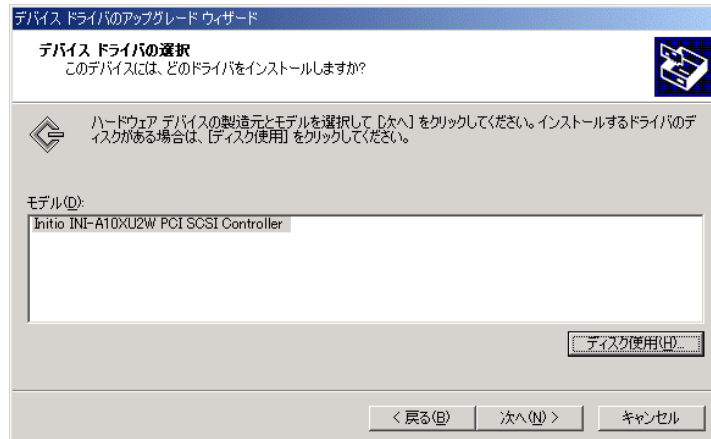 デバイス ドライバのアップグレード ウィザード
デバイス ドライバの選択
このデバイスには、どのドライバをインストールしますか?
ハードウェア デバイスの製造元とモデルを選択して [次へ] をクリックしてください。インストールするドライバのデ
ィスクがある場合は、[ディスク使用] をクリックしてください。
モデル(D):
Initio INI-A10XU2W PCI SCSI Controller
ディスク使用(H)...
< 戻る(B)
次へ(N) >
キャンセル